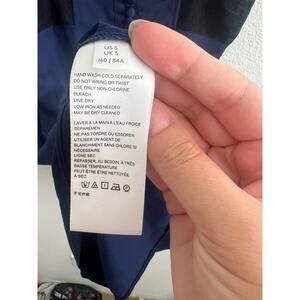 US S
UK S
160 / 84A
HAND WASH COLD SEPARATELY
DO NOT WRING OR TWIST
USE ONLY NON-CHLORINE
BLEACH
LINE DRY
LOW IRON AS NEEDED
MAY BE DRY CLEANED
LAVER À LA MAIN À L'EAU FROIDE
SÉPARÉMEN
NE PAS TORDRE OU ESSORER
UTILISER UN AGENT DE
BLANCHIMENT SANS CHLORE SI
NÉCESSAIRE
LIGNE SEC
REPASSER, AU BESOIN, À TRÈS
BASSE TEMPÉRATURE
PEUT-ÊTRE ÊTRE NETTOYÉE
À SEC